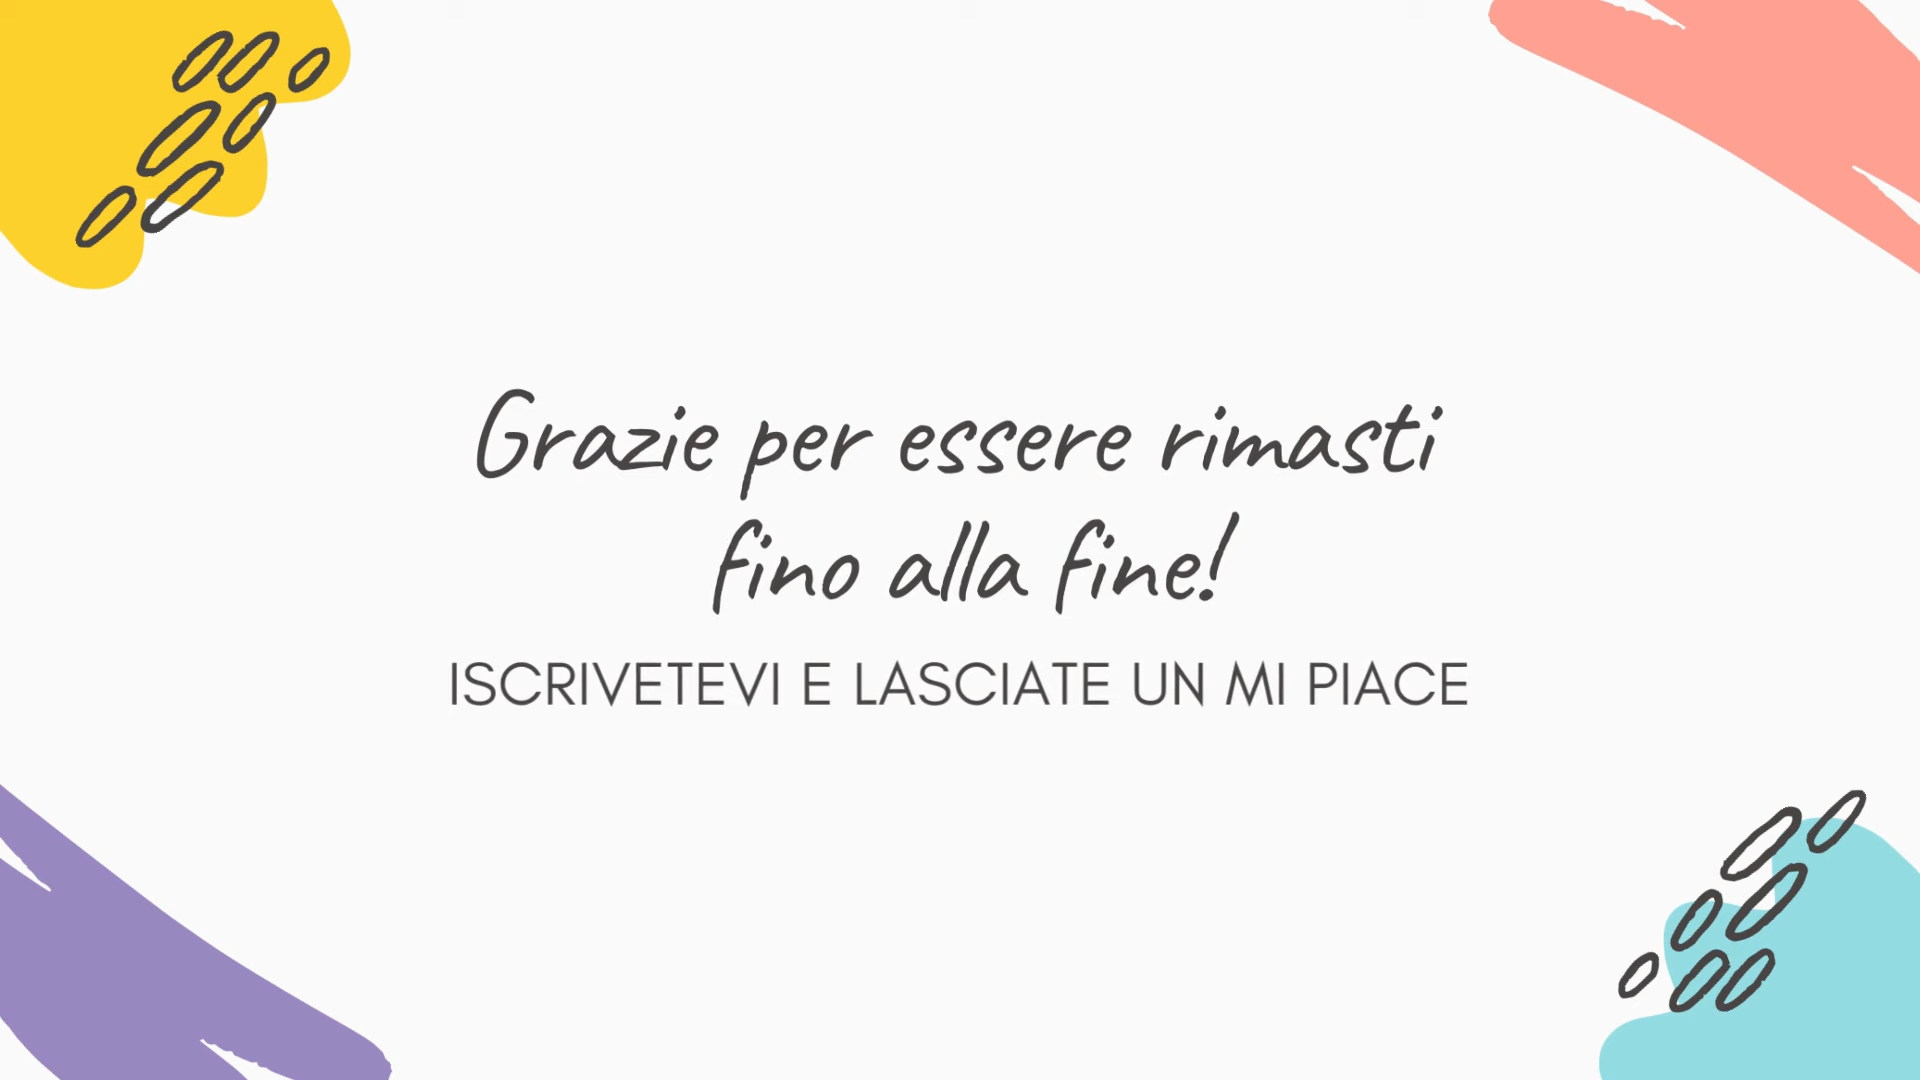 Grazie per essere rimasti
fino alla fine!
ISCRIVETEVI E LASCIATE UN MI PIACE